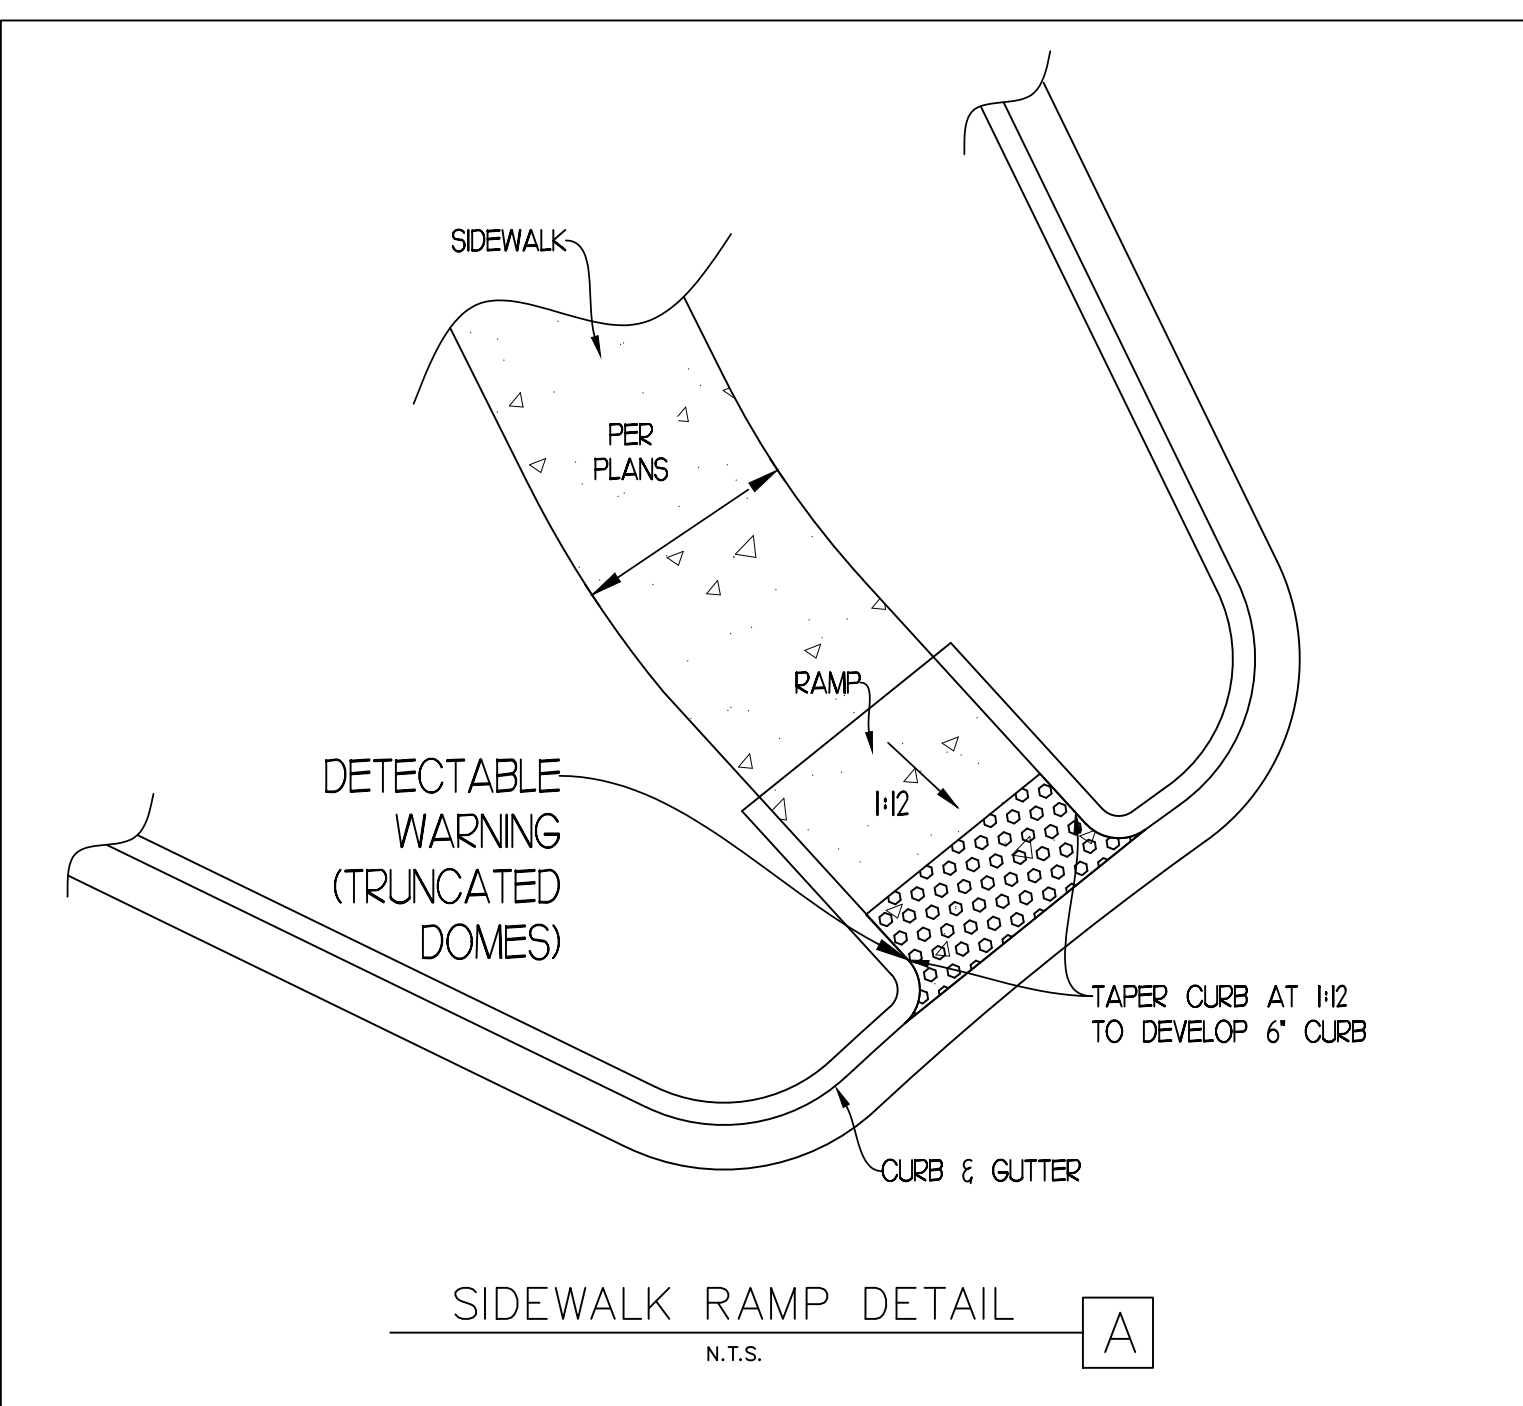 SIDEWALK
PER
PLANS
RAMP
1:12
DETECTABLE
WARNING
(TRUNCATED
DOMES)
TAPER CURB AT 1:12
TO DEVELOP 6" CURB
CURB & GUTTER
SIDEWALK RAMP DETAIL
A
N.T.S.